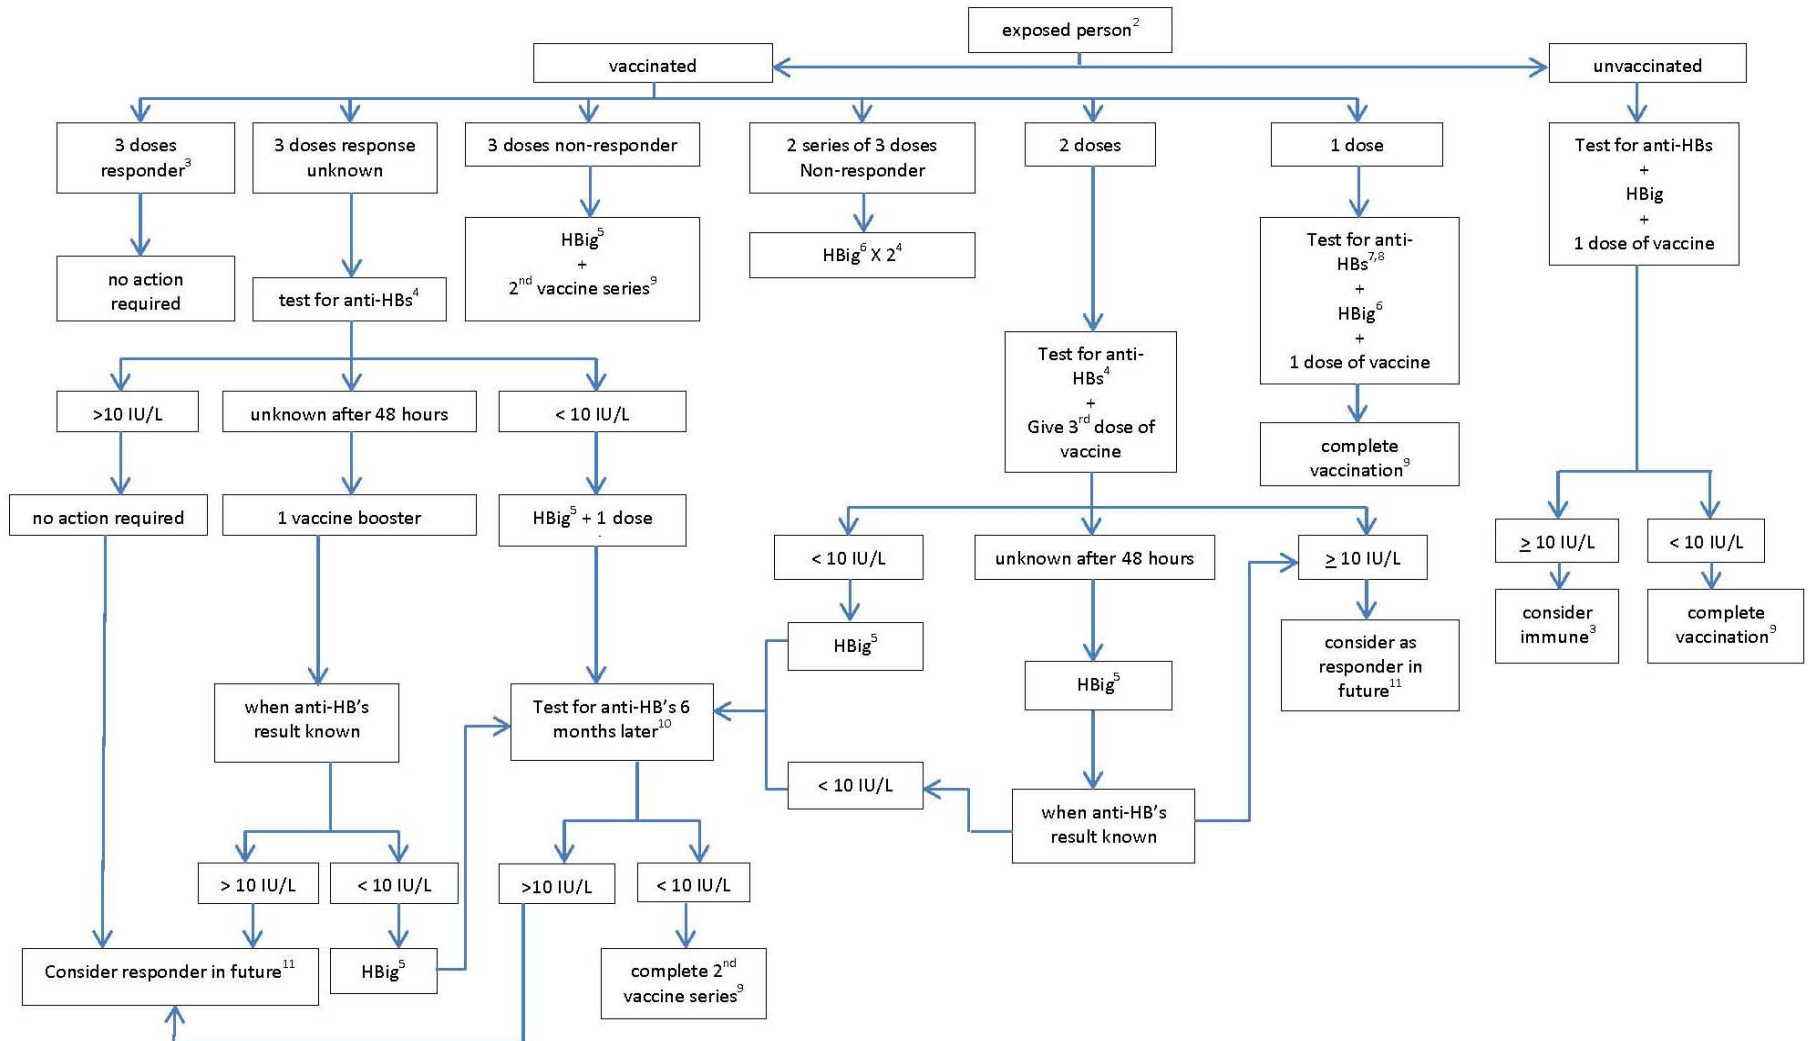 exposed person2
vaccinated
unvaccinated
3 doses
responder3
3 doses response
unknown
3 doses non-responder
2 series of 3 doses
Non-responder
2 doses
1 dose
Test for anti-HBs
+
HBig
+
1 dose of vaccine
no action
required
test for anti-HBs4
HBig5
+
2nd vaccine series9
HBig6 X 24
Test for anti-
HBs7,8
+
HBig6
+
1 dose of vaccine
Test for anti-
HBs4
+
Give 3rd dose of
vaccine
>10 IU/L
unknown after 48 hours
< 10 IU/L
complete
vaccination9
no action required
1 vaccine booster
HBig5 + 1 dose
.
< 10 IU/L
unknown after 48 hours
≥ 10 IU/L
≥ 10 IU/L
< 10 IU/L
HBig5
consider as
responder in
future11
consider
immune3
complete
vaccination9
HBig5
when anti-HB’s
result known
Test for anti-HB’s 6
months later10
< 10 IU/L
when anti-HB’s
result known
> 10 IU/L
< 10 IU/L
>10 IU/L
< 10 IU/L
Consider responder in future11
HBig5
complete 2nd
vaccine series9